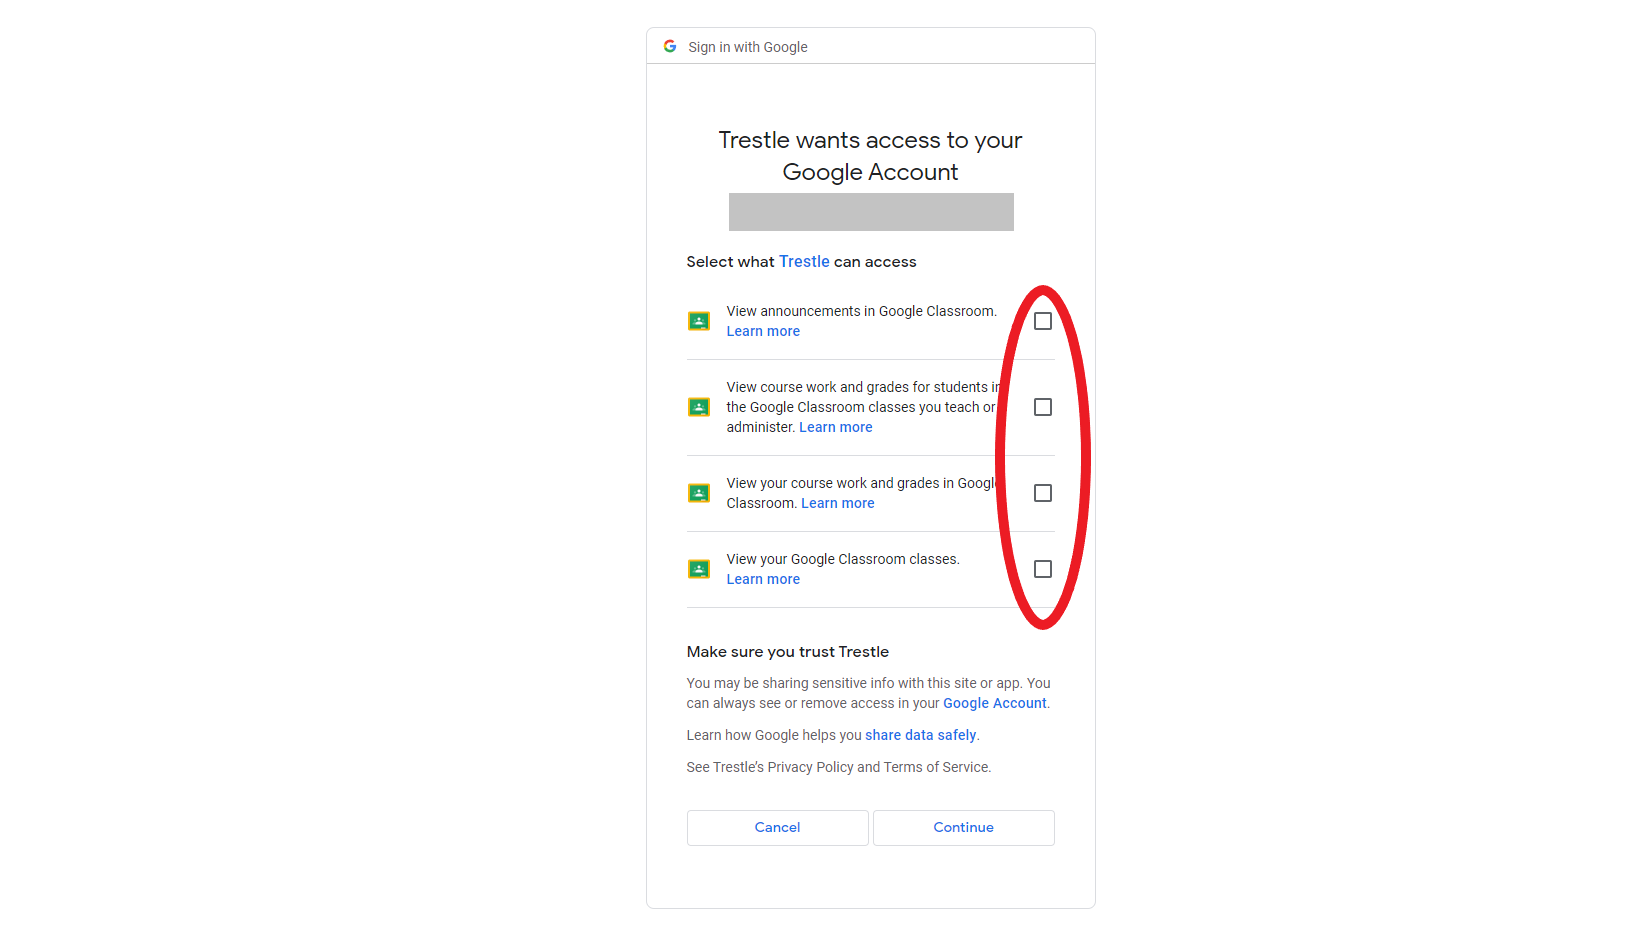 Sign in with Google
Trestle wants access to your
Google Account
Select what Trestle can access
View announcements in Google Classroom.
Learn more
View course work and grades for students in
the Google Classroom classes you teach or
administer. Learn more
View your course work and grades in Google
Classroom. Learn more
View your Google Classroom classes.
Learn more
Make sure you trust Trestle
You may be sharing sensitive info with this site or app. You
can always see or remove access in your Google Account.
Learn how Google helps you share data safely.
See Trestle's Privacy Policy and Terms of Service.
Cancel
Continue